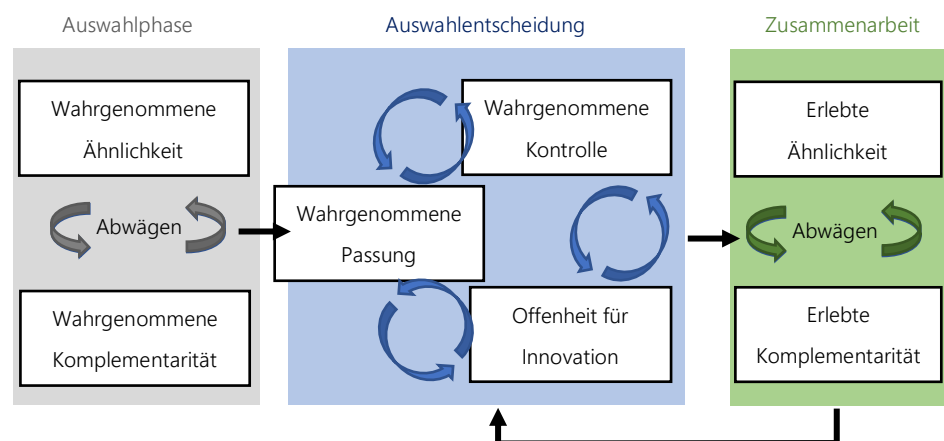 Auswahlphase
Wahrgenommene
Ähnlichkeit
Abwägen
Wahrgenommene
Komplementarität
Auswahlentscheidung
Wahrgenommene
Kontrolle
Wahrgenommene
Passung
Offenheit für
Innovation
Zusammenarbeit
Erlebte
Ähnlichkeit
Abwägen
Erlebte
Komplementarität